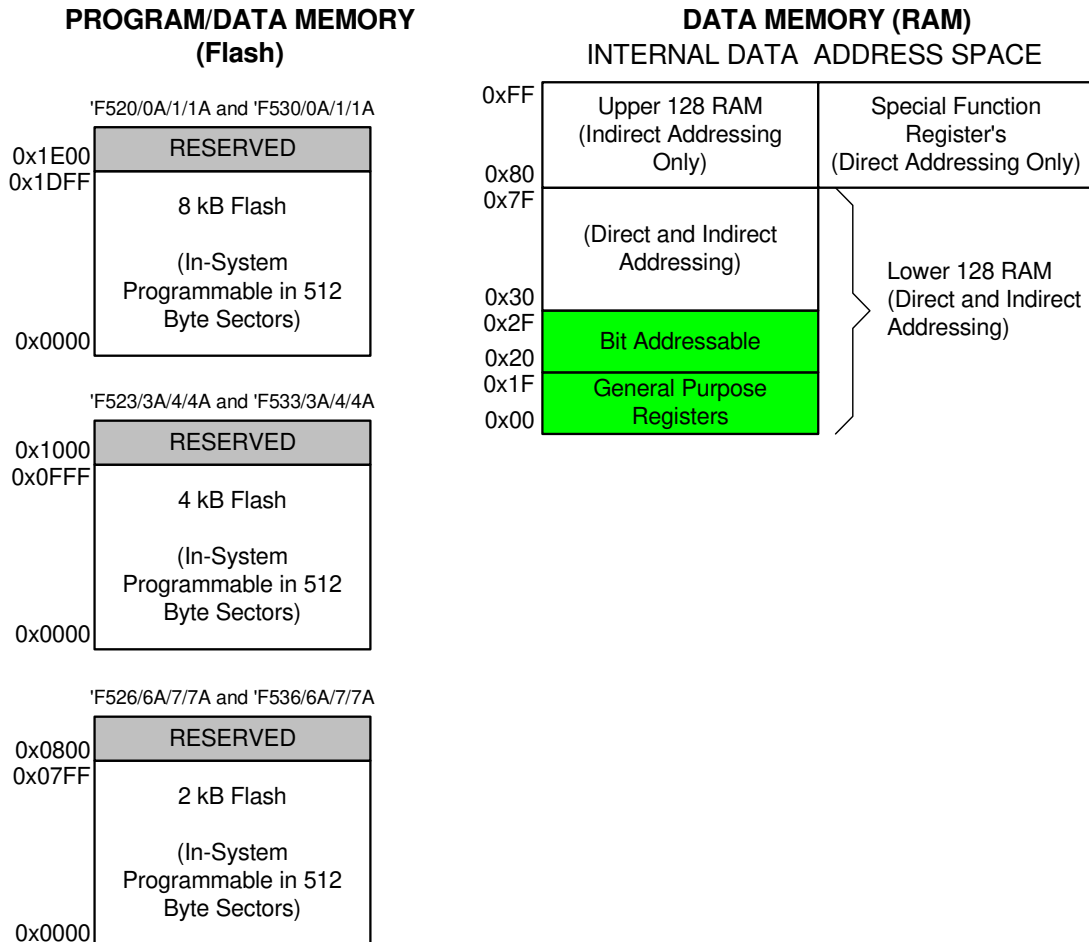 PROGRAM/DATA MEMORY
(Flash)
'F520/0A/1/1A and 'F530/0A/1/1A
RESERVED
0x1E00
0x1DFF
8 kB Flash
(In-System
Programmable in 512
Byte Sectors)
0x0000
'F523/3A/4/4A and 'F533/3A/4/4A
RESERVED
0x1000
0x0FFF
4 kB Flash
(In-System
Programmable in 512
Byte Sectors)
0x0000
'F526/6A/7/7A and 'F536/6A/7/7A
RESERVED
0x0800
0x07FF
2 kB Flash
(In-System
Programmable in 512
Byte Sectors)
0x0000
DATA MEMORY (RAM)
INTERNAL DATA ADDRESS SPACE
0xFF
Upper 128 RAM
(Indirect Addressing
Only)
0x80
Special Function
Register's
(Direct Addressing Only)
0x7F
(Direct and Indirect
Addressing)
0x30
Lower 128 RAM
(Direct and Indirect
Addressing)
0x2F
Bit Addressable
0x20
0x1F
General Purpose
Registers
0x00